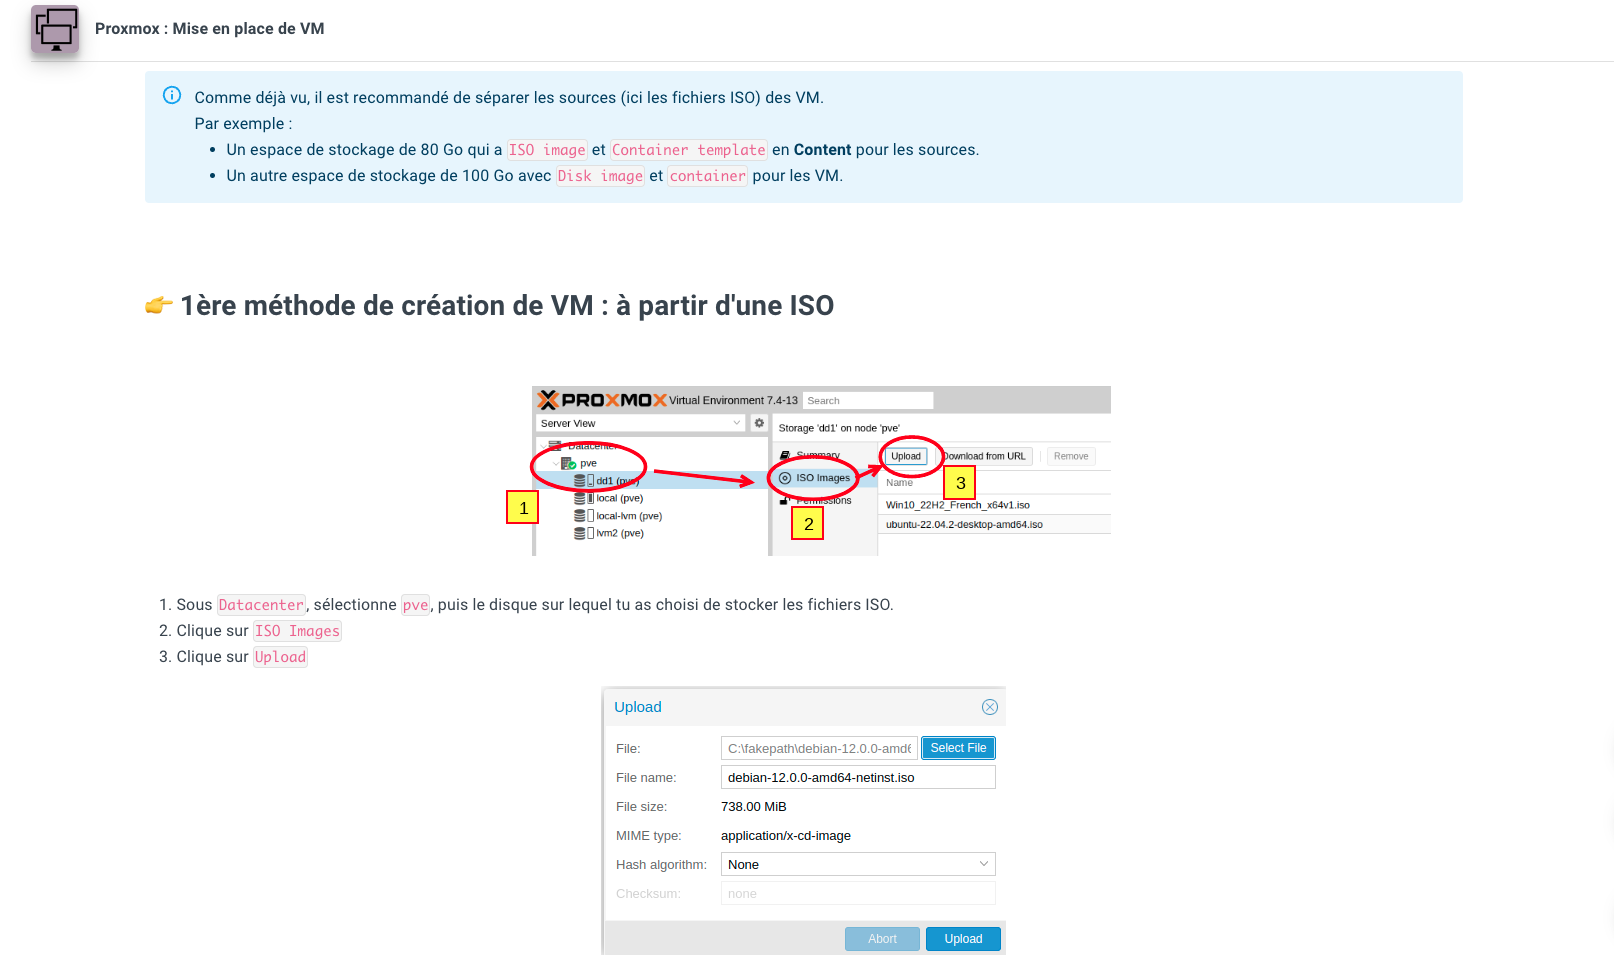 Proxmox : Mise en place de VM
Comme déjà vu, il est recommandé de séparer les sources (ici les fichiers ISO) des VM.
Par exemple :
• Un espace de stockage de 80 Go qui a ISO image et Container template en Content pour les sources.
• Un autre espace de stockage de 100 Go avec Disk image et container pour les VM.
1ère méthode de création de VM : à partir d'une ISO
PROXMOX Virtual Environment 7.4-13 Search
Server View
Storage 'dd1' on node 'pve'
Datacenter
pve
dd1 (pve)
local (pve)
local-lvm (pve)
lvm2 (pve)
1
Summary
ISO Images
Permissions
2
Upload
Download from URL
Remove
3
Name
Win10_22H2_French_x64v1.iso
ubuntu-22.04.2-desktop-amd64.iso
1. Sous Datacenter, sélectionne pve, puis le disque sur lequel tu as choisi de stocker les fichiers ISO.
2. Clique sur ISO Images
3. Clique sur Upload
Upload
File: C:\fakepath\debian-12.0.0-amd6 Select File
File name: debian-12.0.0-amd64-netinst.iso
File size: 738.00 MiB
MIME type: application/x-cd-image
Hash algorithm: None
Checksum: none
Abort Upload